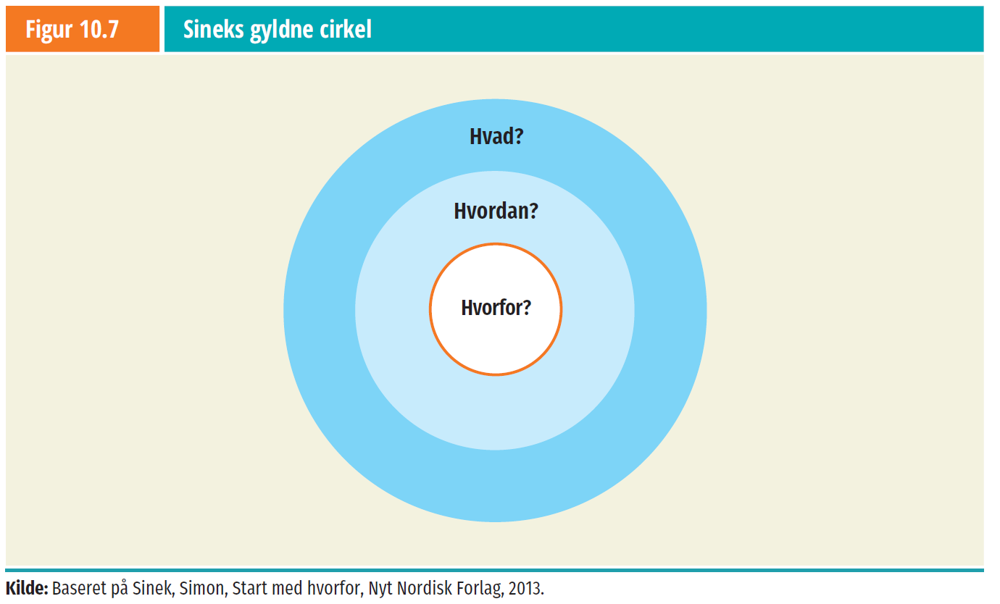 Figur 10.7
Sineks gyldne cirkel
Hvad?
Hvordan?
Hvorfor?
Kilde: Baseret på Sinek, Simon, Start med hvorfor, Nyt Nordisk Forlag, 2013.